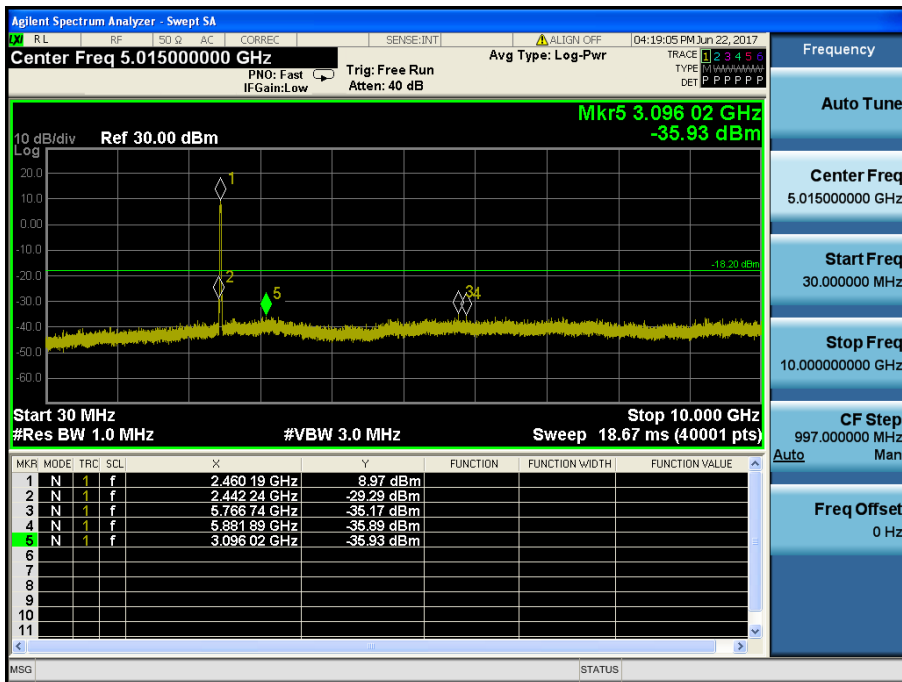 Agilent Spectrum Analyzer - Swept SA
LXI RL RF 50 Ω AC CORREC SENSE:INT ALIGN OFF 04:19:05 PM Jun 22, 2017
Center Freq 5.015000000 GHz
PNO: Fast
IFGain:Low
Trig: Free Run
Atten: 40 dB
Avg Type: Log-Pwr
TRACE 1 2 3 4 5 6
TYPE M WWWWW
DET P P P P P P
Mkr5 3.096 02 GHz
-35.93 dBm
10 dB/div Ref 30.00 dBm
Log
20.0
10.0
0.00
-10.0
-20.0
-30.0
-40.0
-50.0
-60.0
1
2
5
3 4
-18.20 dBm
Start 30 MHz Stop 10.000 GHz
#Res BW 1.0 MHz #VBW 3.0 MHz Sweep 18.67 ms (40001 pts)
MKR MODE TRC SCL X Y FUNCTION FUNCTION WIDTH FUNCTION VALUE
1 N 1 f 2.460 19 GHz 8.97 dBm
2 N 1 f 2.442 24 GHz -29.29 dBm
3 N 1 f 5.766 74 GHz -35.17 dBm
4 N 1 f 5.881 89 GHz -35.89 dBm
5 N 1 f 3.096 02 GHz -35.93 dBm
6
7
8
9
10
11
MSG STATUS
Frequency
Auto Tune
Center Freq
5.015000000 GHz
Start Freq
30.000000 MHz
Stop Freq
10.000000000 GHz
CF Step
997.000000 MHz
Auto Man
Freq Offset
0 Hz